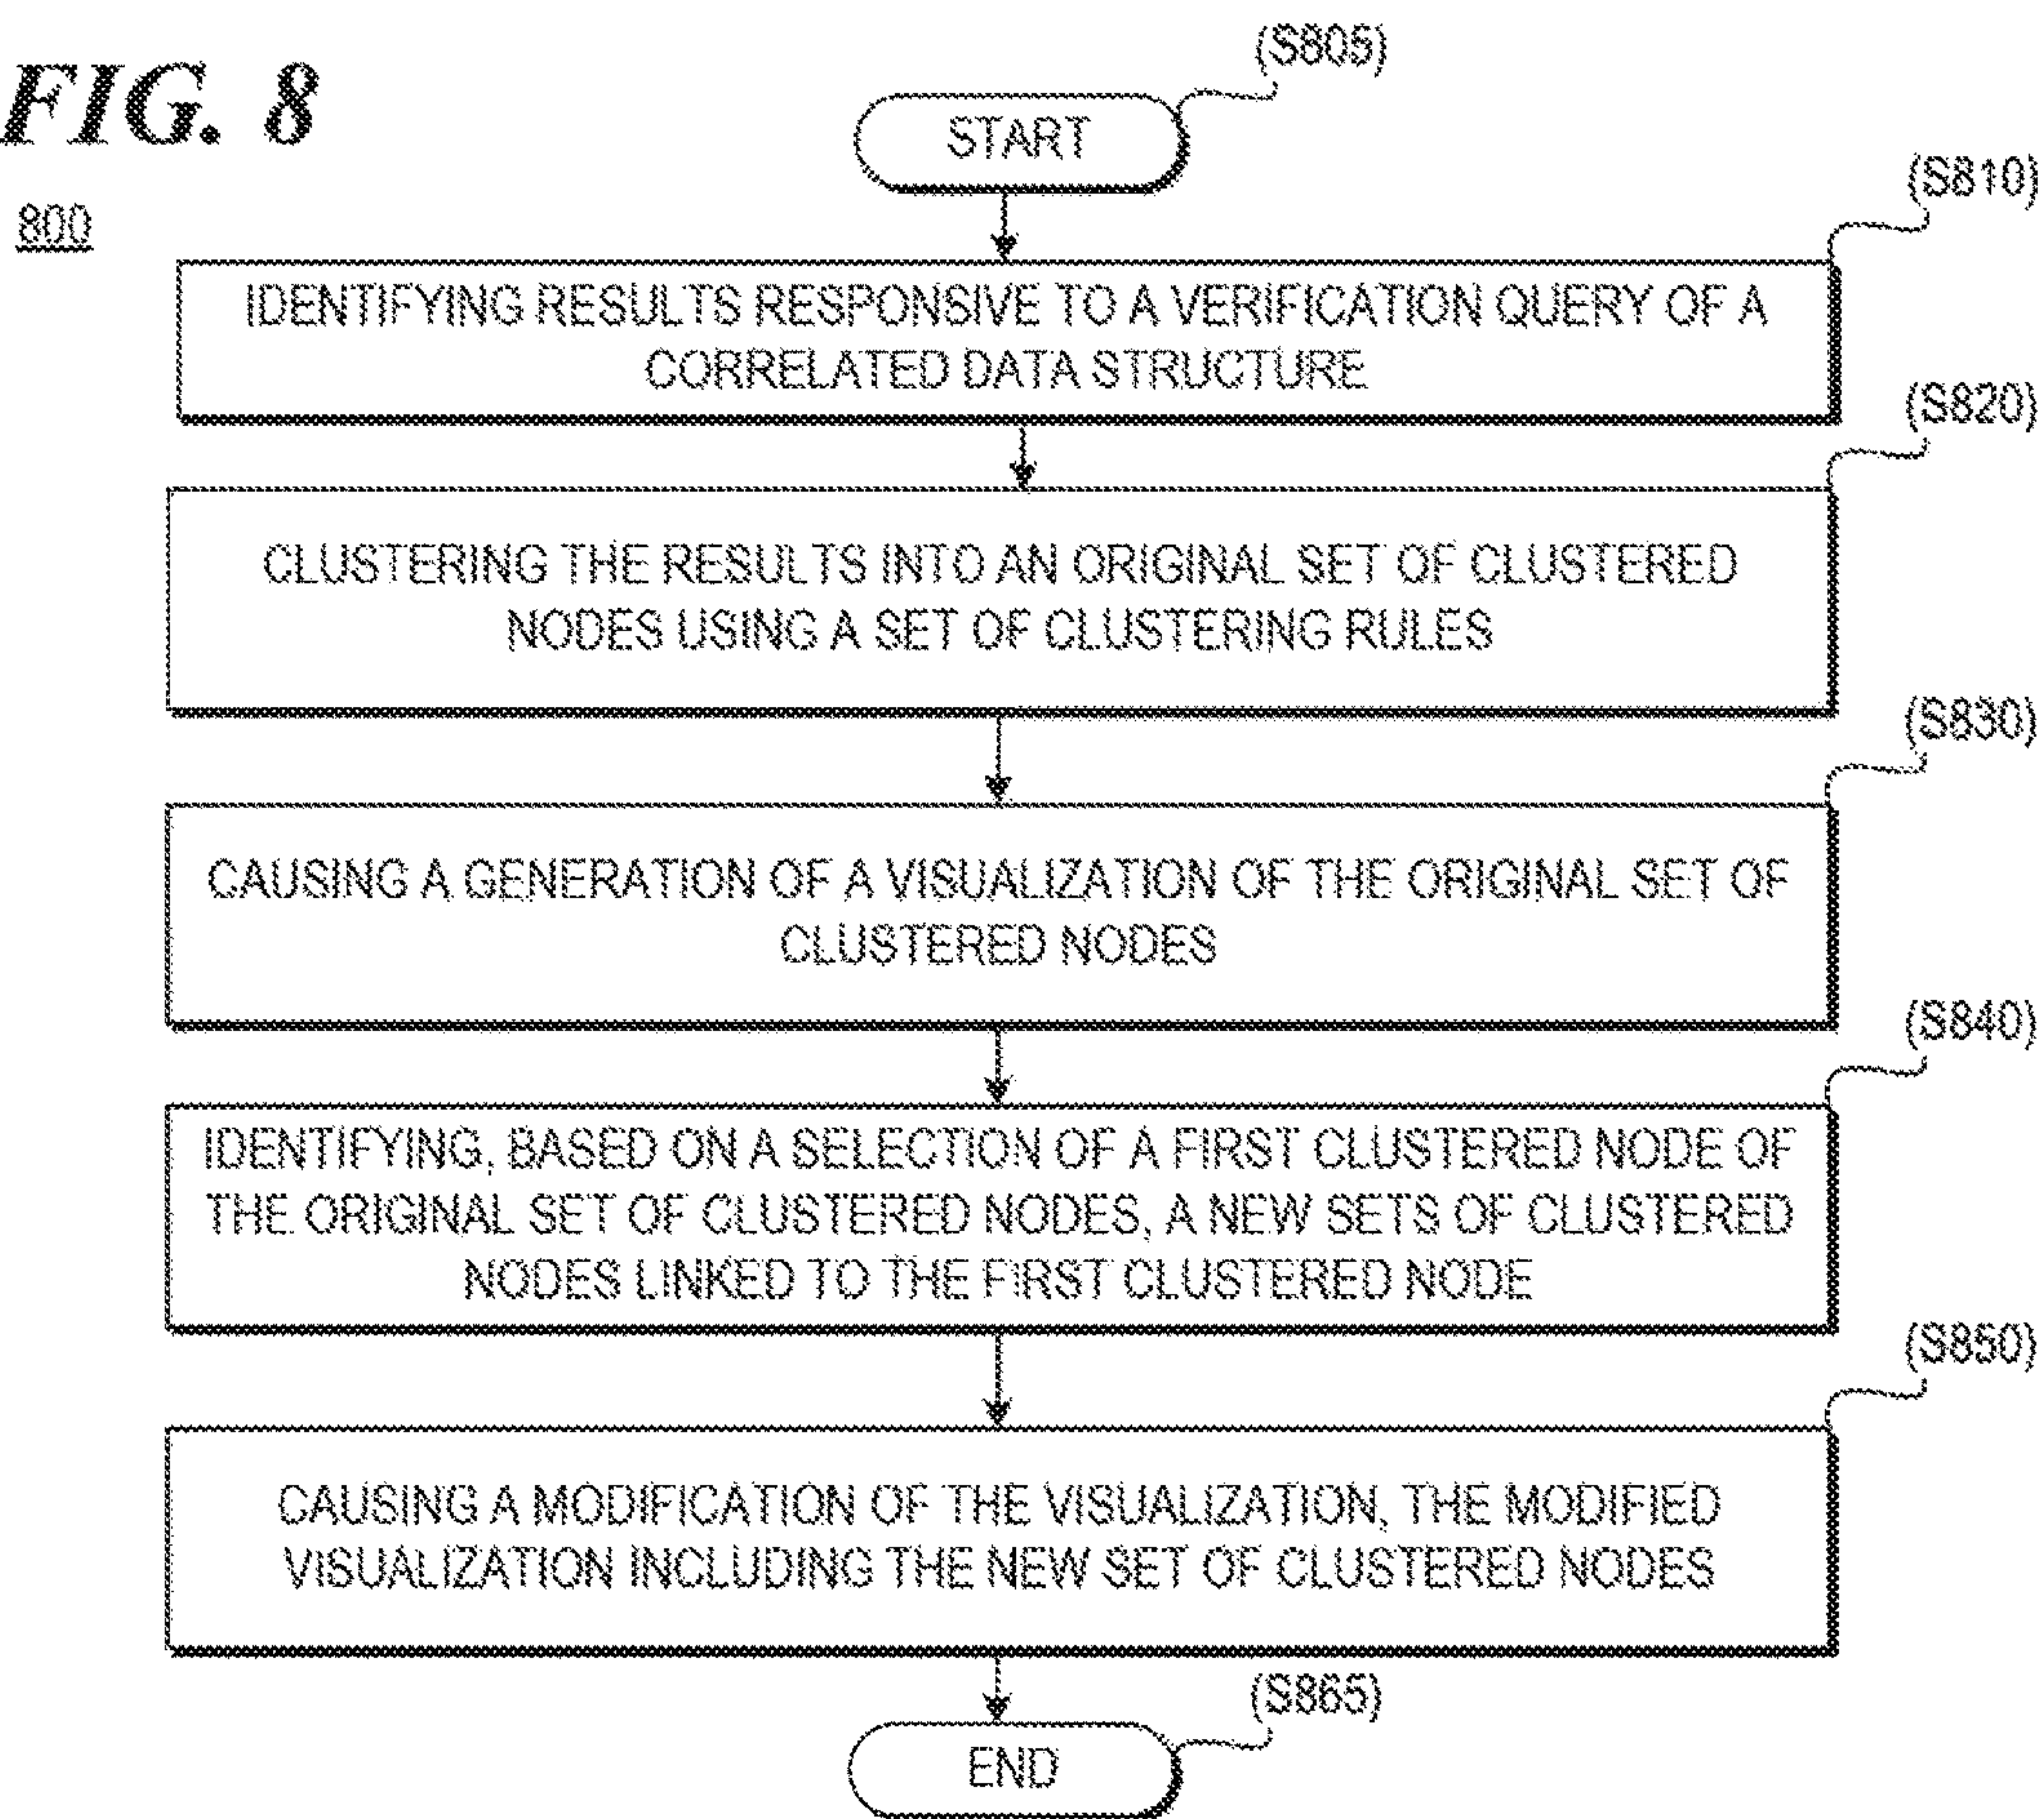 FIG. 8
800
(S805)
START
(S810)
IDENTIFYING RESULTS RESPONSIVE TO A VERIFICATION QUERY OF A
CORRELATED DATA STRUCTURE
(S820)
CLUSTERING THE RESULTS INTO AN ORIGINAL SET OF CLUSTERED
NODES USING A SET OF CLUSTERING RULES
(S830)
CAUSING A GENERATION OF A VISUALIZATION OF THE ORIGINAL SET OF
CLUSTERED NODES
(S840)
IDENTIFYING, BASED ON A SELECTION OF A FIRST CLUSTERED NODE OF
THE ORIGINAL SET OF CLUSTERED NODES, A NEW SETS OF CLUSTERED
NODES LINKED TO THE FIRST CLUSTERED NODE
(S850)
CAUSING A MODIFICATION OF THE VISUALIZATION, THE MODIFIED
VISUALIZATION INCLUDING THE NEW SET OF CLUSTERED NODES
(S865)
END